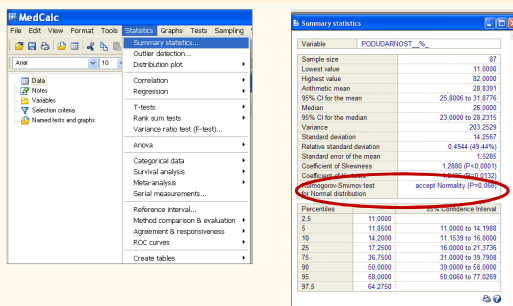 MedCalc
File Edit View Format Tools Statistics Graphs Tests Sampling
Arial 10
Data
Notes
Variables
Selection criteria
Named tests and graphs
Summary statistics...
Outlier detection...
Distribution plot
Correlation
Regression
T-tests
Rank sum tests
Variance ratio test (F-test)...
Anova
Categorical data
Survival analysis
Meta-analysis
Serial measurements...
Reference interval...
Method comparison & evaluation
Agreement & responsiveness
ROC curves
Create tables
Summary statistics
Variable PODUDARNOST__%_
Sample size 87
Lowest value 11,0000
Highest value 82,0000
Arithmetic mean 28,8391
95% CI for the mean 25,8006 to 31,8776
Median 26,0000
95% CI for the median 23,0000 to 28,2315
Variance 203,2529
Standard deviation 14,2567
Relative standard deviation 0,4944 (49.44%)
Standard error of the mean 1,5285
Coefficient of Skewness 1,2880 (P<0,0001)
Coefficient of Kurtosis (P=0,0132)
Kolmogorov-Smirnov test accept Normality (P=0,066)
for Normal distribution
Percentiles 95% Confidence Interval
2,5 11,0000
5 11,8500 11,0000 to 14,1988
10 14,2000 11,1539 to 16,0000
25 17,2500 16,0000 to 21,3736
75 36,7500 31,0000 to 39,7908
90 50,0000 39,0000 to 58,0000
95 58,0000 50,0060 to 77,0269
97,5 64,2750